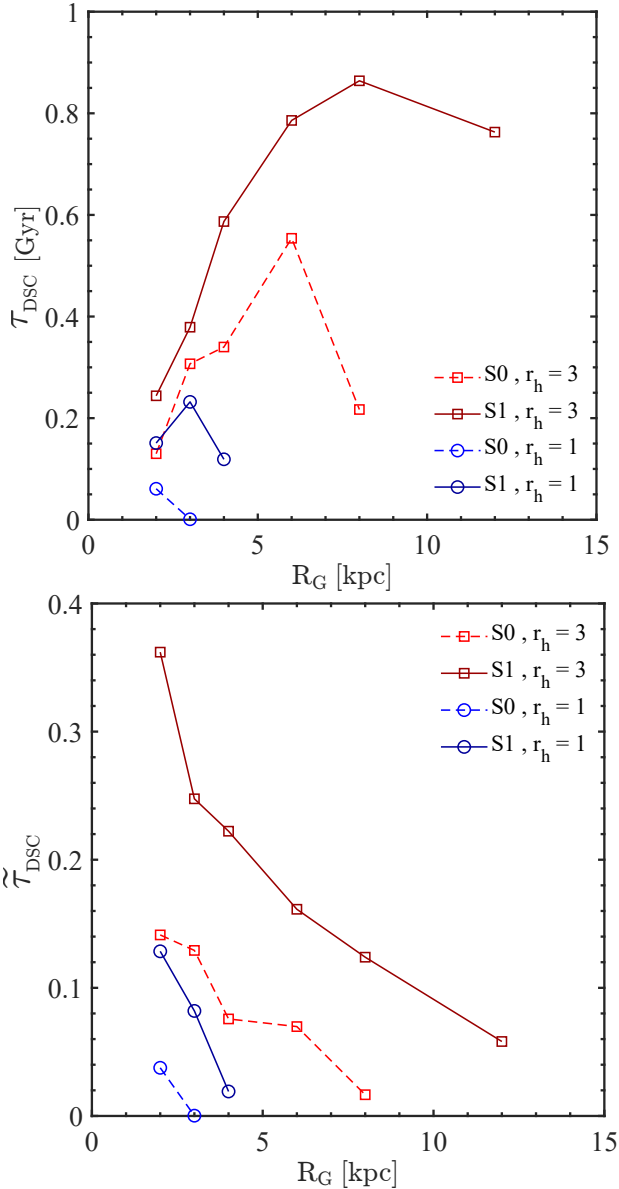 1
0.8
0.6
0.4
0.2
0
τ_DSC [Gyr]
S0 , r_h = 3
S1 , r_h = 3
S0 , r_h = 1
S1 , r_h = 1
0 5 10 15
R_G [kpc]
0.4
0.3
0.2
0.1
0
τ̃_DSC
S0 , r_h = 3
S1 , r_h = 3
S0 , r_h = 1
S1 , r_h = 1
0 5 10 15
R_G [kpc]